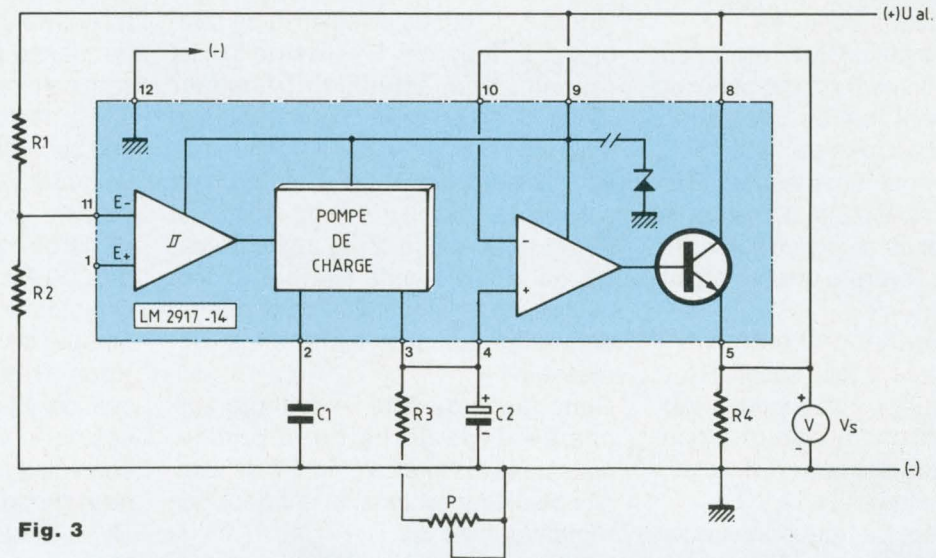 (+)U al.
(-)
12
10
9
8
R1
11
E-
II
POMPE
DE
CHARGE
-
+
1
E+
R2
LM 2917-14
2
3
4
5
C1
R3
+
C2
-
R4
+
V
Vs
-
(-)
P
Fig. 3